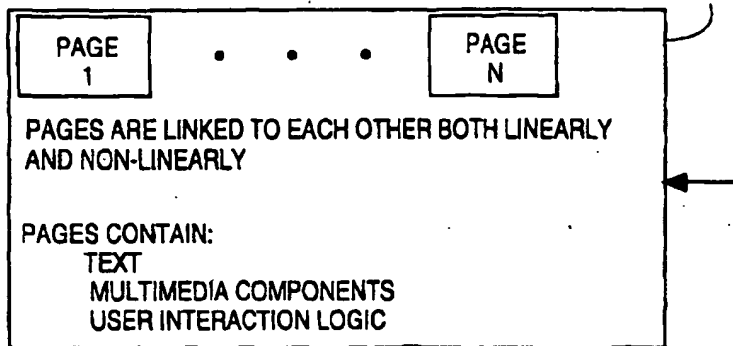 PAGE 1 • • • PAGE N
PAGES ARE LINKED TO EACH OTHER BOTH LINEARLY
AND NON-LINEARLY
PAGES CONTAIN:
TEXT
MULTIMEDIA COMPONENTS
USER INTERACTION LOGIC